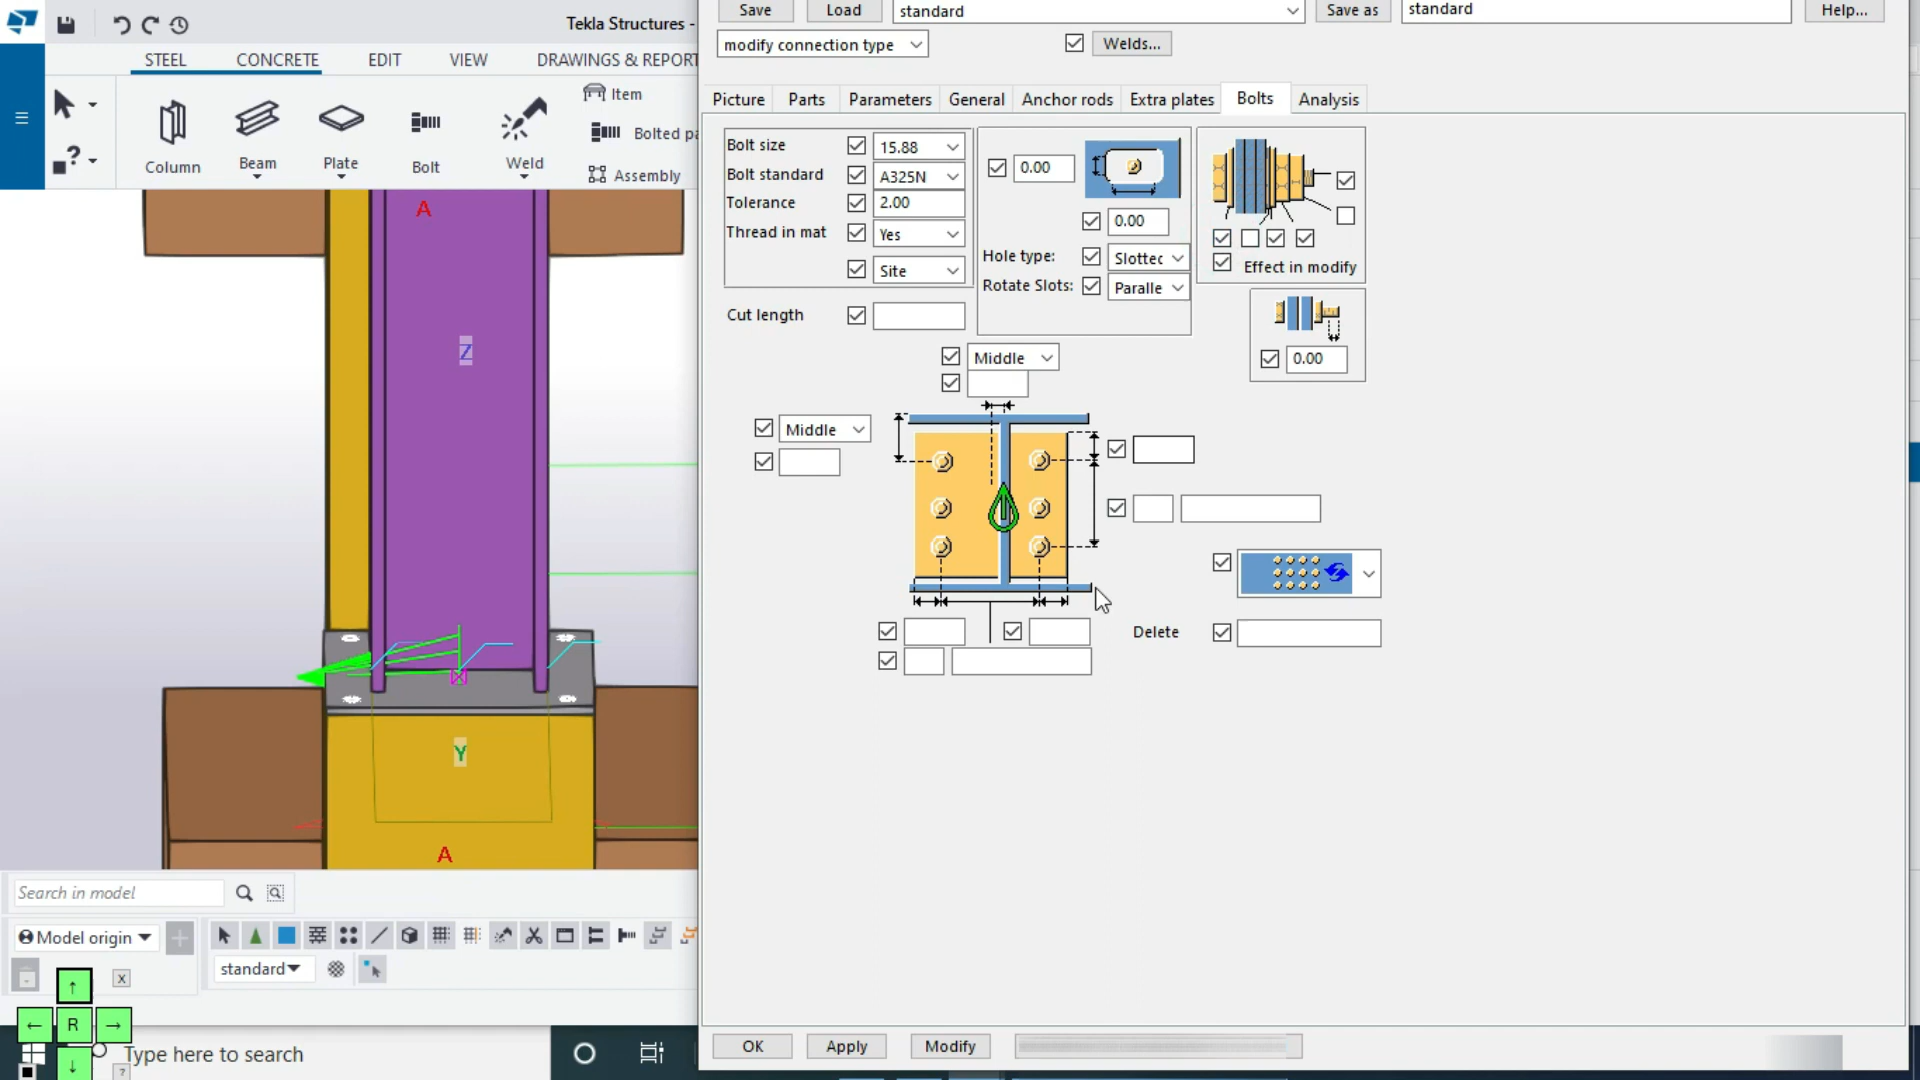 Tekla Structures -
STEEL
CONCRETE
EDIT
VIEW
DRAWINGS & REPORT
Column
Beam
Plate
Bolt
Weld
Item
Bolted pa
Assembly
A
Z
Y
A
Search in model
Model origin
standard
X
↑
← R →
↓
?
Type here to search
Save
Load
standard
Save as
standard
Help...
modify connection type
Welds...
Picture
Parts
Parameters
General
Anchor rods
Extra plates
Bolts
Analysis
Bolt size
15.88
Bolt standard
A325N
Tolerance
2.00
Thread in mat
Yes
Site
Cut length
0.00
0.00
Hole type:
Slottec
Rotate Slots:
Paralle
Effect in modify
0.00
Middle
Middle
Delete
OK
Apply
Modify